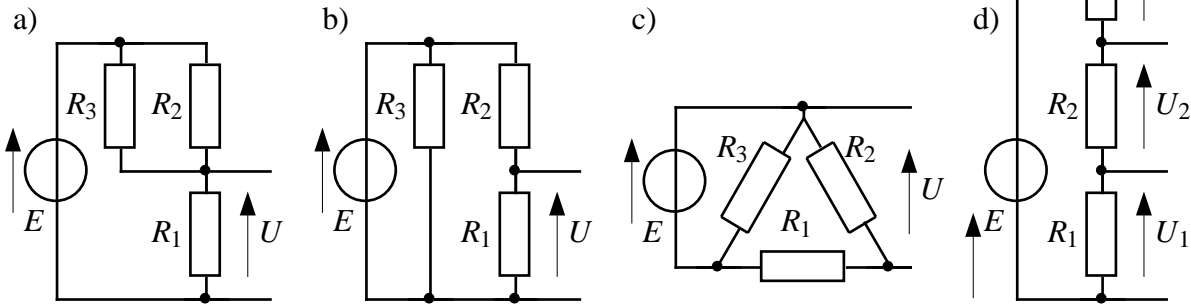 a)
R3 R2
E
R1 U
b)
R3 R2
E
R1 U
c)
R3 R2
E R1 U
d)
R2 U2
E
R1 U1